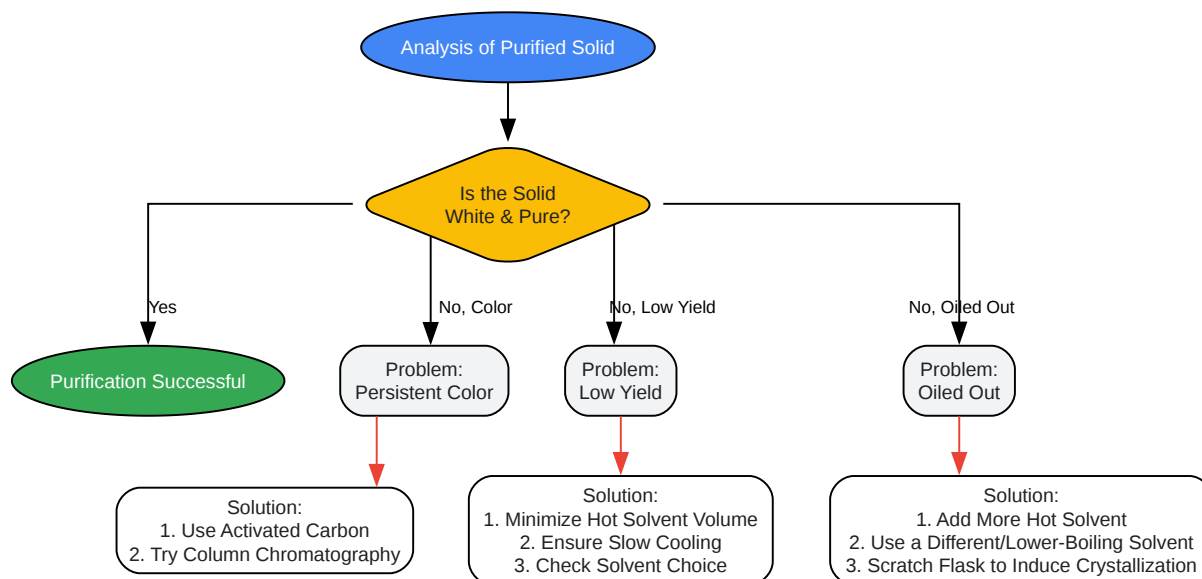 Analysis of Purified Solid
Is the Solid
White & Pure?
Yes
No, Color
No, Low Yield
No, Oiled Out
Purification Successful
Problem:
Persistent Color
Problem:
Low Yield
Problem:
Oiled Out
Solution:
1. Use Activated Carbon
2. Try Column Chromatography
Solution:
1. Minimize Hot Solvent Volume
2. Ensure Slow Cooling
3. Check Solvent Choice
Solution:
1. Add More Hot Solvent
2. Use a Different/Lower-Boiling Solvent
3. Scratch Flask to Induce Crystallization